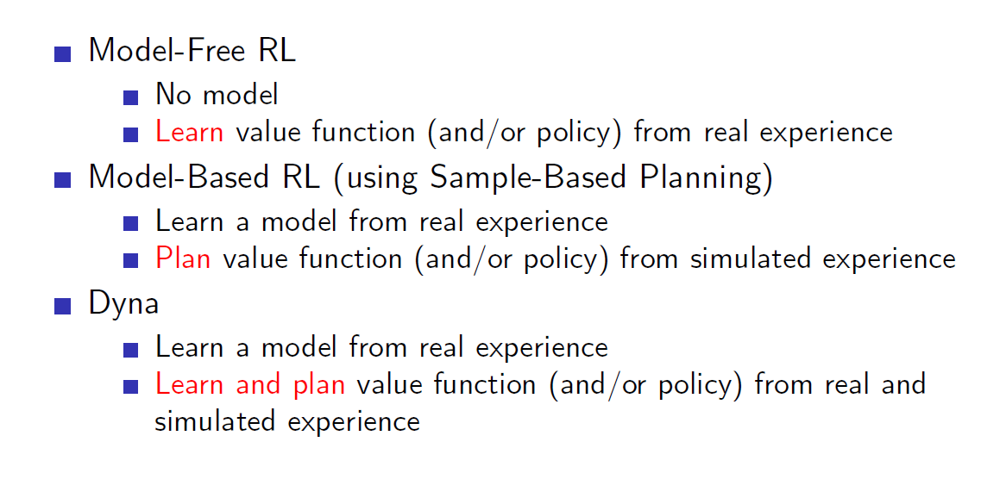 Model-Free RL
No model
Learn value function (and/or policy) from real experience
Model-Based RL (using Sample-Based Planning)
Learn a model from real experience
Plan value function (and/or policy) from simulated experience
Dyna
Learn a model from real experience
Learn and plan value function (and/or policy) from real and
simulated experience